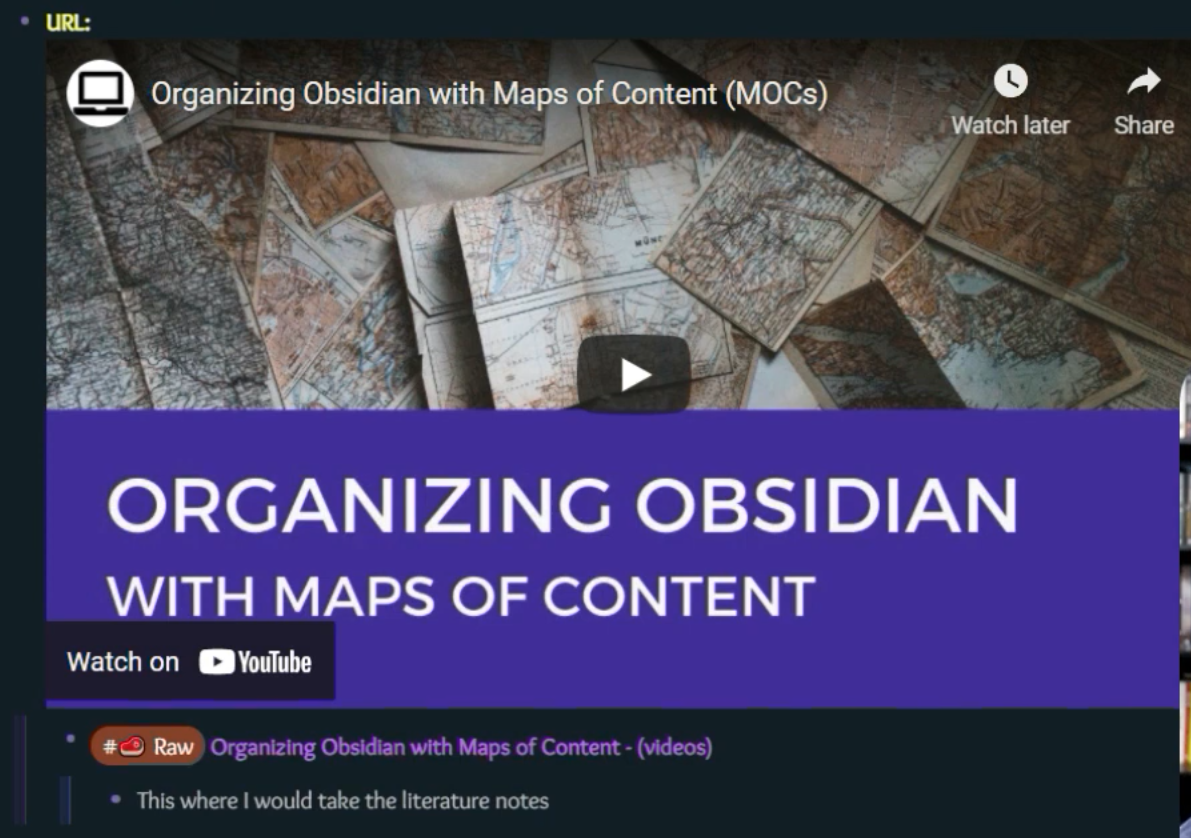 URL:
Organizing Obsidian with Maps of Content (MOCs)
Watch later
Share
MÜNC
ORGANIZING OBSIDIAN
WITH MAPS OF CONTENT
Watch on YouTube
#🥩 Raw Organizing Obsidian with Maps of Content - (videos)
This where I would take the literature notes